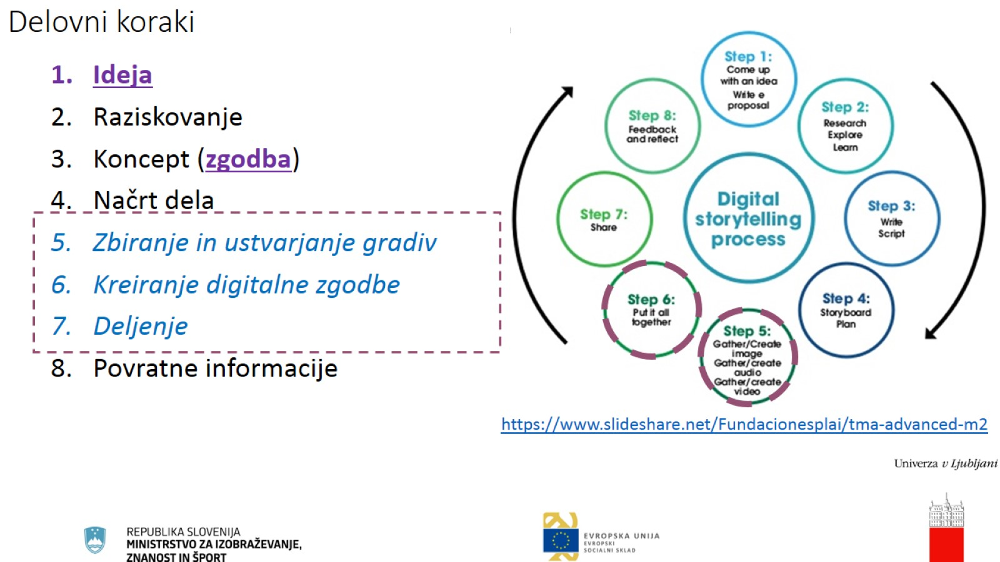 Delovni koraki
1. Ideja
2. Raziskovanje
3. Koncept (zgodba)
4. Načrt dela
5. Zbiranje in ustvarjanje gradiv
6. Kreiranje digitalne zgodbe
7. Deljenje
8. Povratne informacije
Digital
storytelling
process
Step 1:
Come up
with an idea
Write e
proposal
Step 2:
Research
Explore
Learn
Step 3:
Write
Script
Step 4:
Storyboard
Plan
Step 5:
Gather/Create
image
Gather/create
audio
Gather/create
video
Step 6:
Put it all
together
Step 7:
Share
Step 8:
Feedback
and reflect
https://www.slideshare.net/Fundacionesplai/tma-advanced-m2
Univerza v Ljubljani
REPUBLIKA SLOVENIJA
MINISTRSTVO ZA IZOBRAŽEVANJE,
ZNANOST IN ŠPORT
EVROPSKA UNIJA
EVROPSKI
SOCIALNI SKLAD